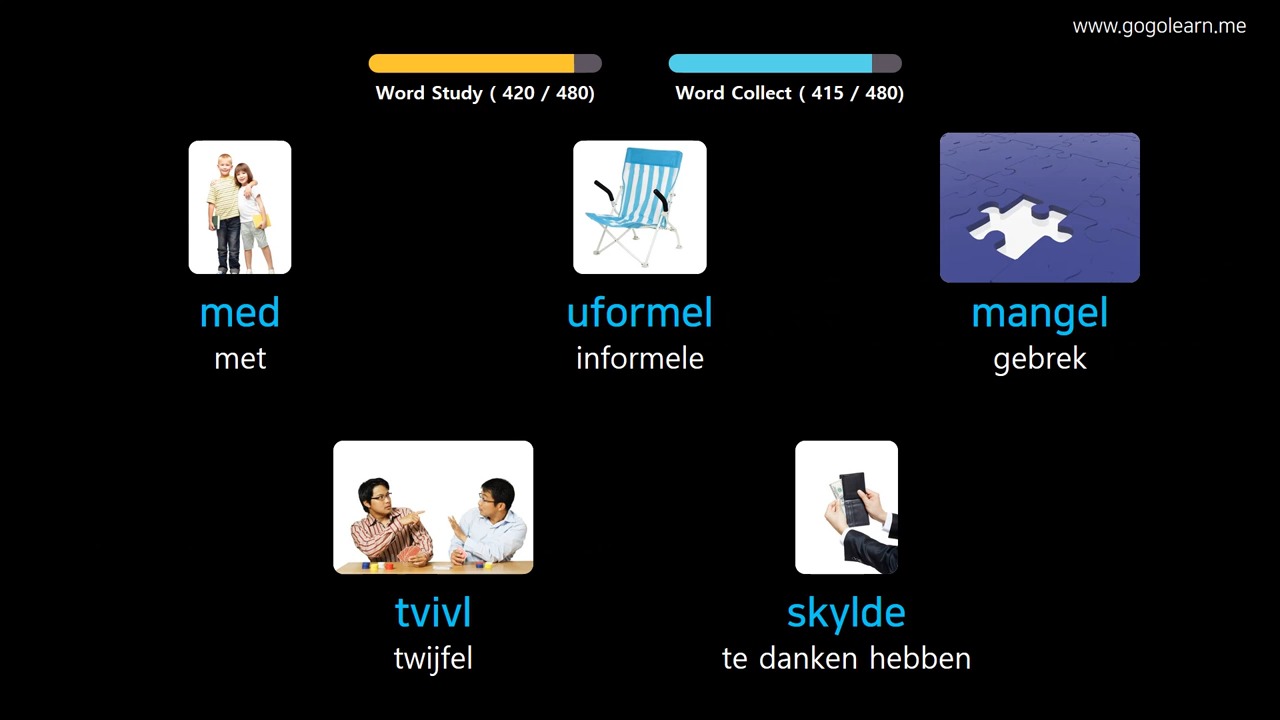 www.gogolearn.me
Word Study ( 420 / 480)
Word Collect ( 415 / 480)
med
met
uformel
informele
mangel
gebrek
tvivl
twijfel
skylde
te danken hebben